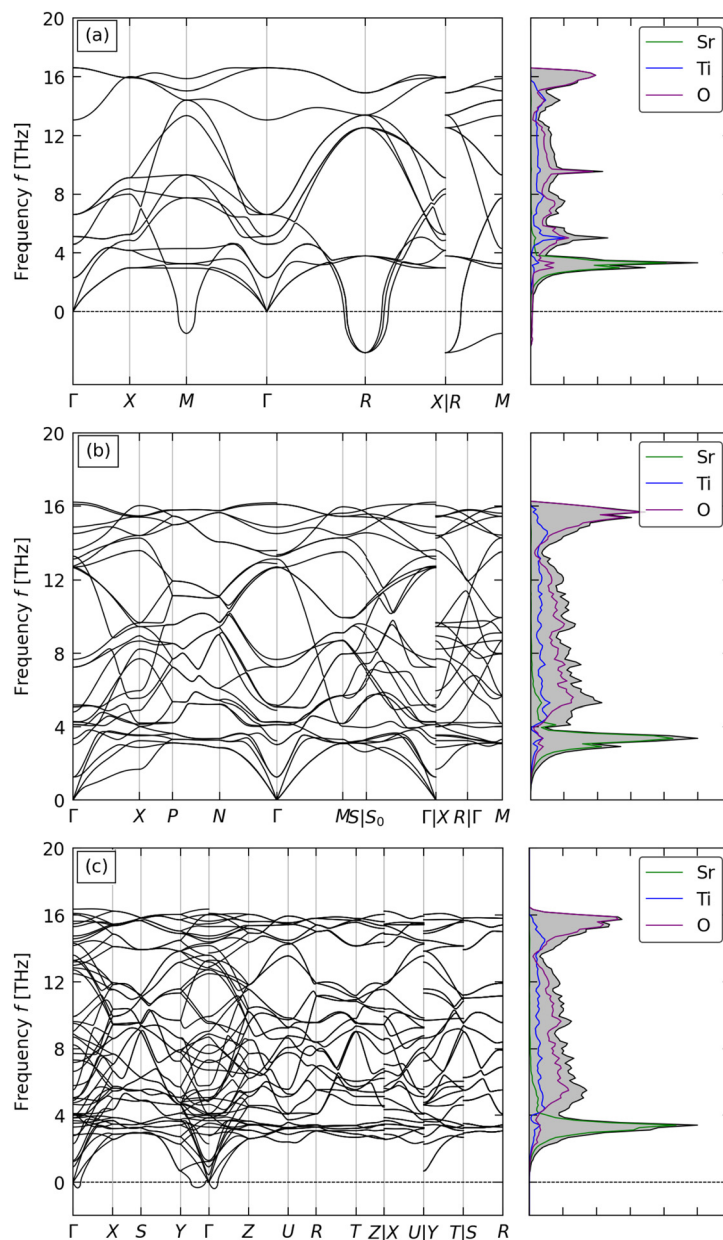 (a)
Frequency f [THz]
20
16
12
8
4
0
Γ X M Γ R X|R M
Sr
Ti
O
(b)
Frequency f [THz]
20
16
12
8
4
0
Γ X P N Γ M S|S₀ Γ|X R|Γ M
Sr
Ti
O
(c)
Frequency f [THz]
20
16
12
8
4
0
Γ X S Y Γ Z U R T Z|X U|Y T|S R
Sr
Ti
O